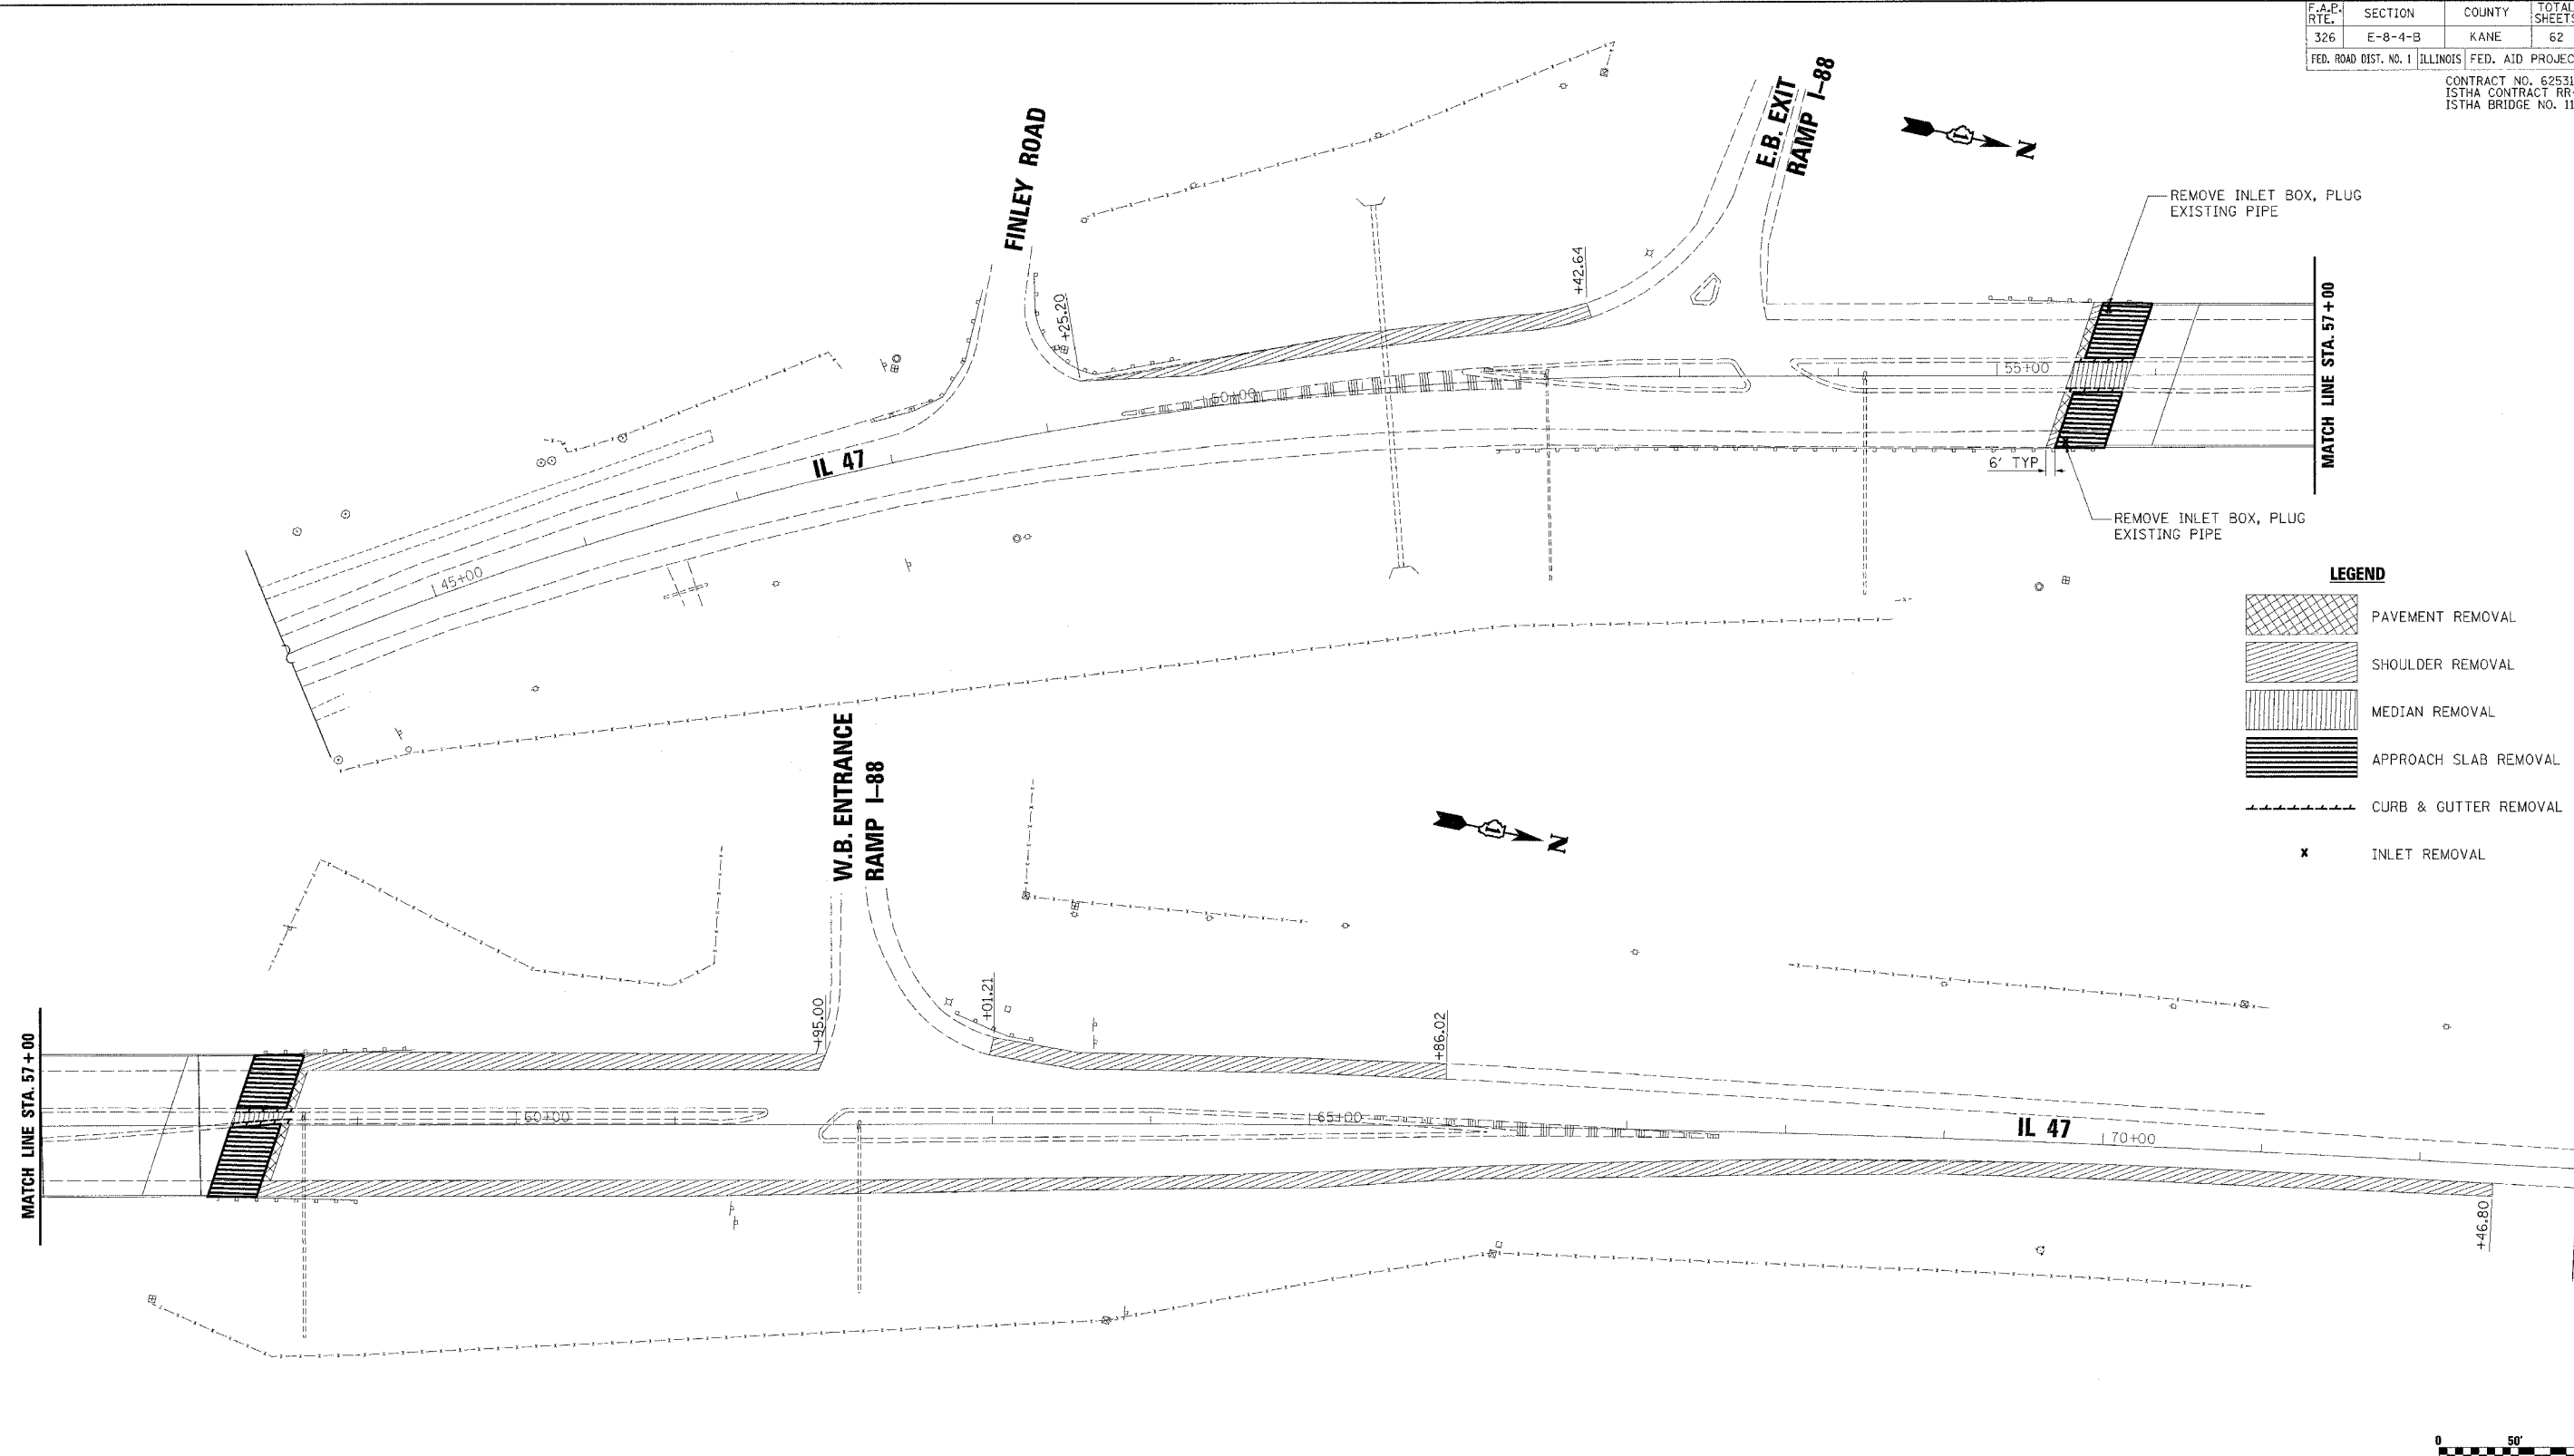 F.A.P. RTE. SECTION COUNTY TOTAL SHEETS
326 E-8-4-B KANE 62
FED. ROAD DIST. NO. 1 ILLINOIS FED. AID PROJEC
CONTRACT NO. 62531
ISTHA CONTRACT RR-
ISTHA BRIDGE NO. 11
FINLEY ROAD
E.B. EXIT
RAMP I-88
1
N
REMOVE INLET BOX, PLUG
EXISTING PIPE
+25.20
+42.64
MATCH LINE STA. 57+00
50+00
55+00
IL 47
6' TYP
45+00
REMOVE INLET BOX, PLUG
EXISTING PIPE
LEGEND
PAVEMENT REMOVAL
SHOULDER REMOVAL
MEDIAN REMOVAL
APPROACH SLAB REMOVAL
CURB & GUTTER REMOVAL
x INLET REMOVAL
W.B. ENTRANCE
RAMP I-88
1
N
MATCH LINE STA. 57+00
+95.00
+01.21
+86.02
60+00
65+00
IL 47
70+00
+46.80
0 50'